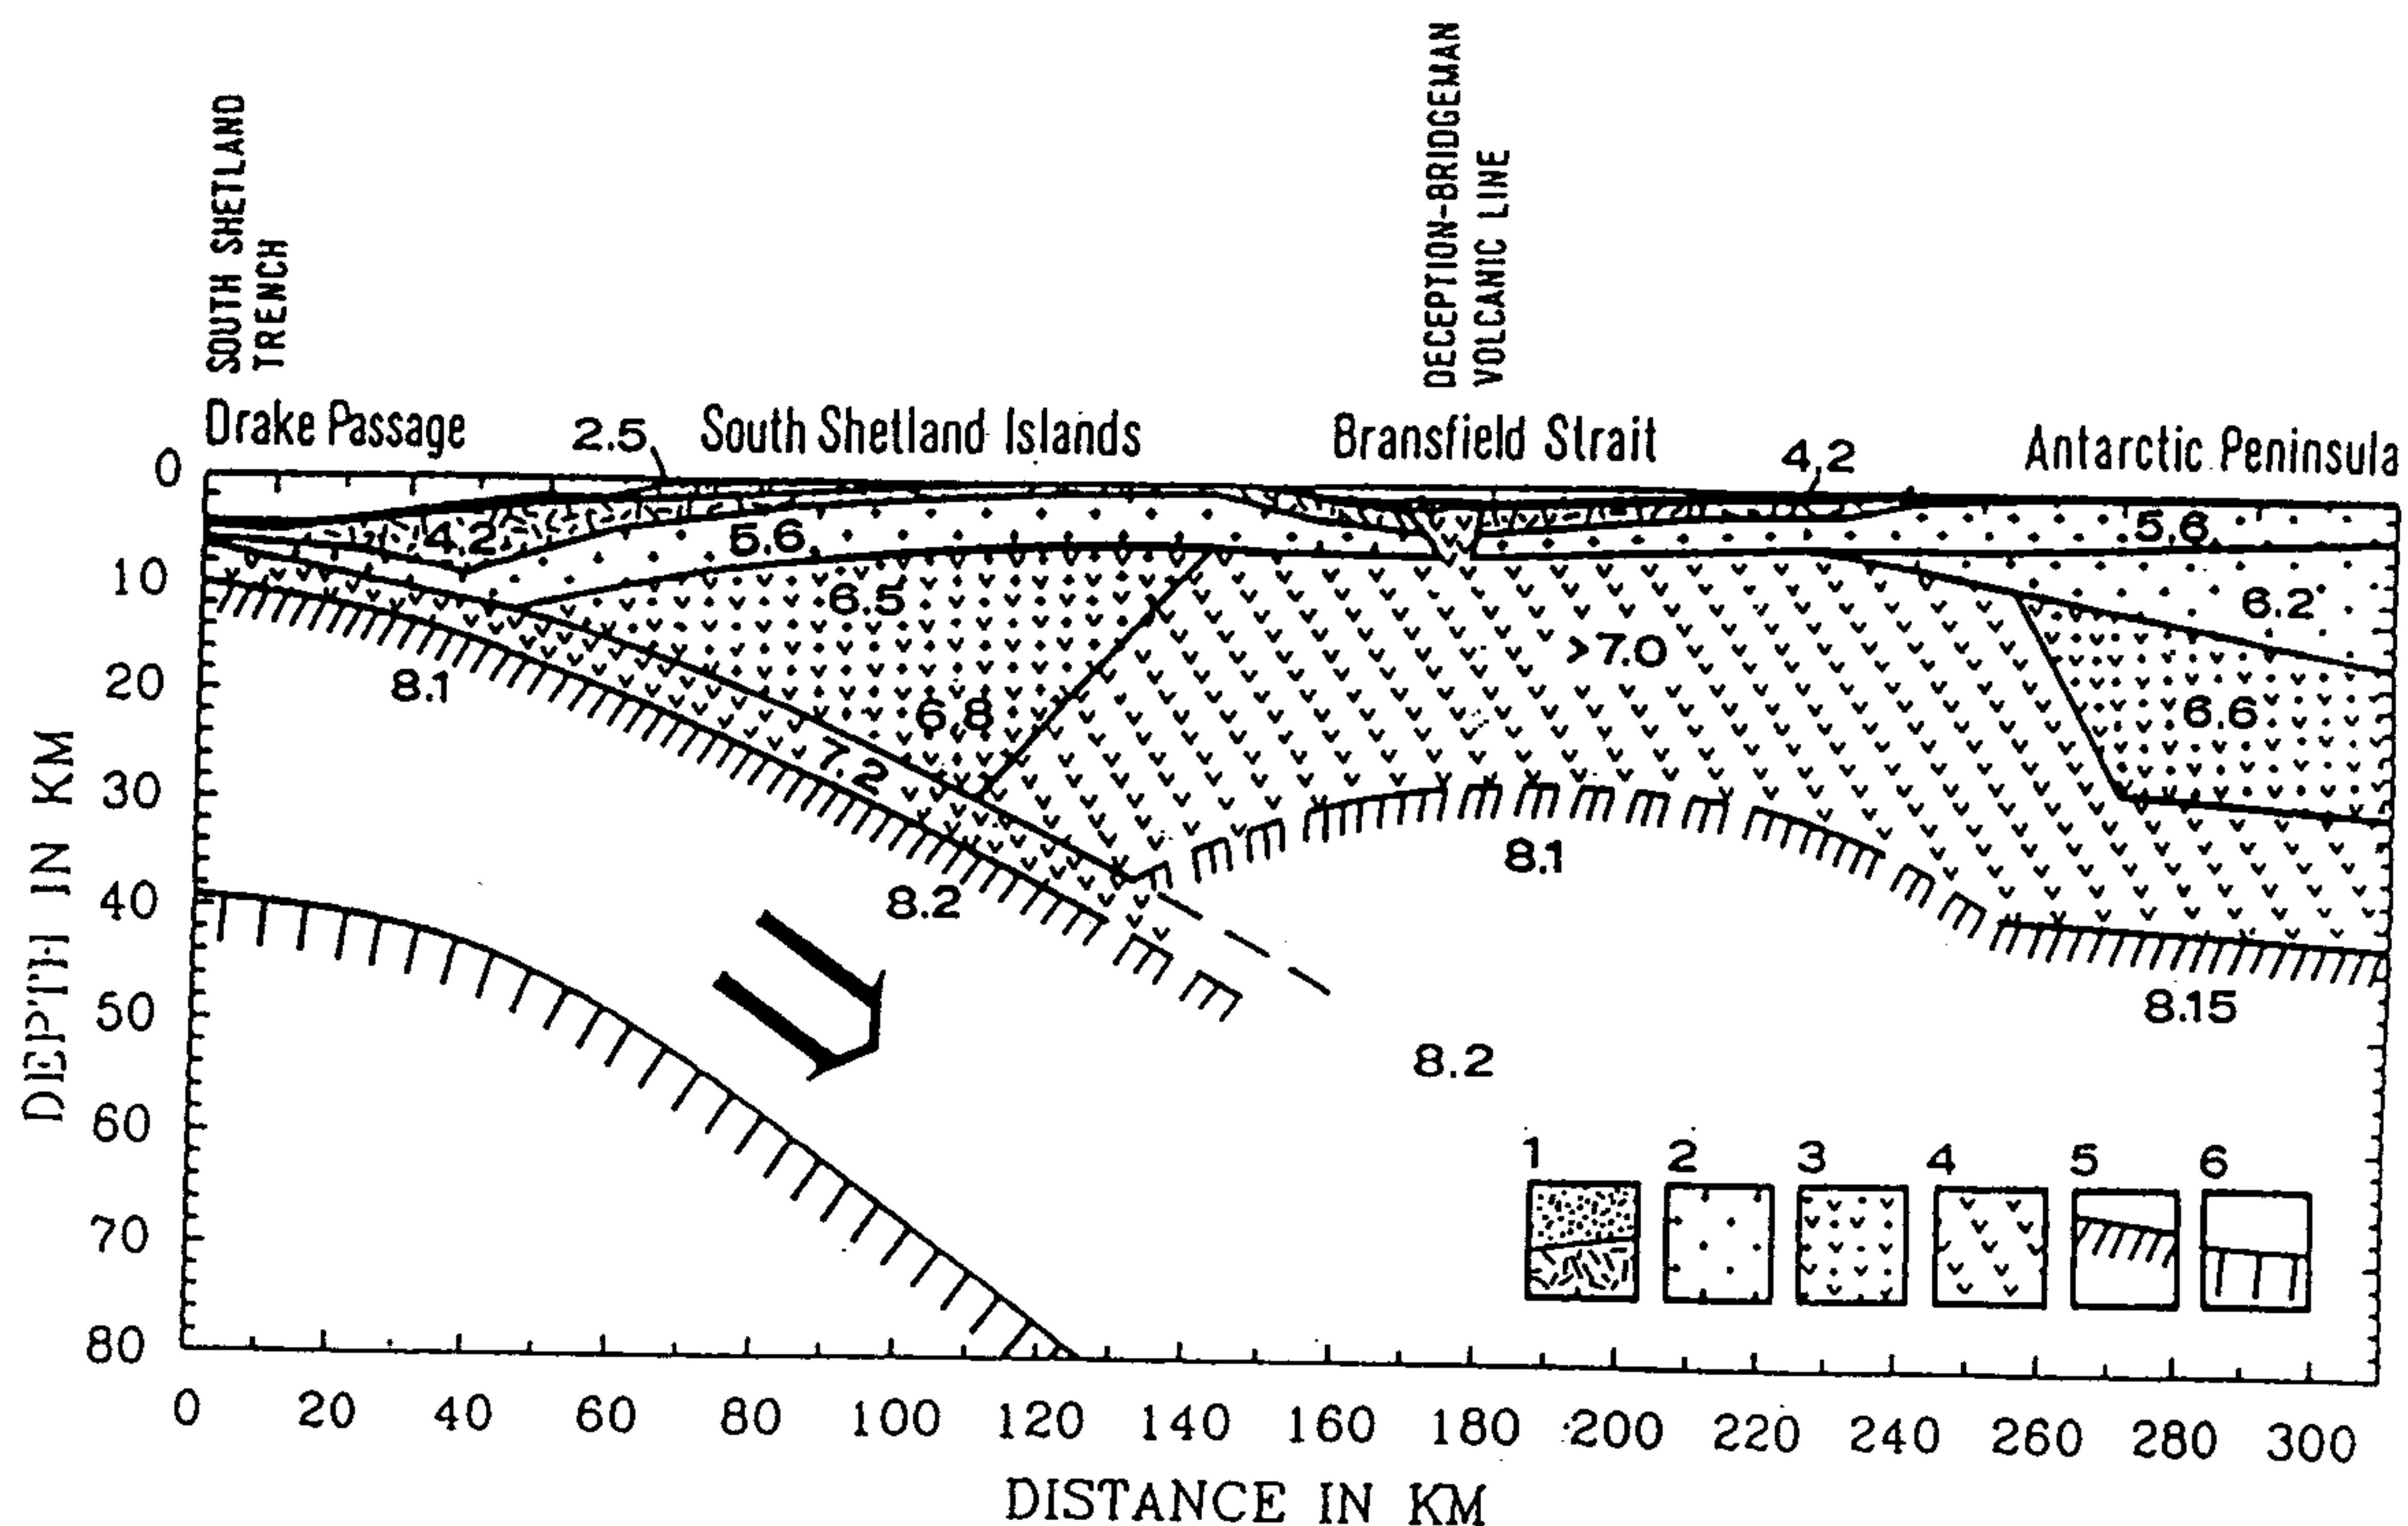 SOUTH SHETLAND
TRENCH
DECEPTION-BRIDGEMAN
VOLCANIC LINE
Drake Passage
2.5
South Shetland Islands
Bransfield Strait
4,2
Antarctic Peninsula
0
10
20
30
40
50
60
70
80
DEPTH IN KM
4.2
5.6
5.6
6.5
6.2
>7.0
8.1
6.8
6.6
7.2
8.1
8.2
8.15
8.2
1 2 3 4 5 6
0 20 40 60 80 100 120 140 160 180 200 220 240 260 280 300
DISTANCE IN KM